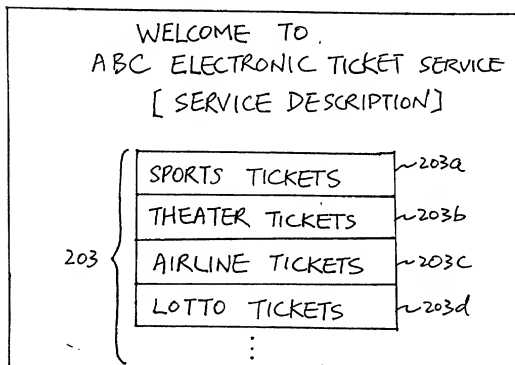 WELCOME TO.
ABC ELECTRONIC TICKET SERVICE
[ SERVICE DESCRIPTION]
SPORTS TICKETS 203a
THEATER TICKETS 203b
203 AIRLINE TICKETS 203c
LOTTO TICKETS 203d
⋮